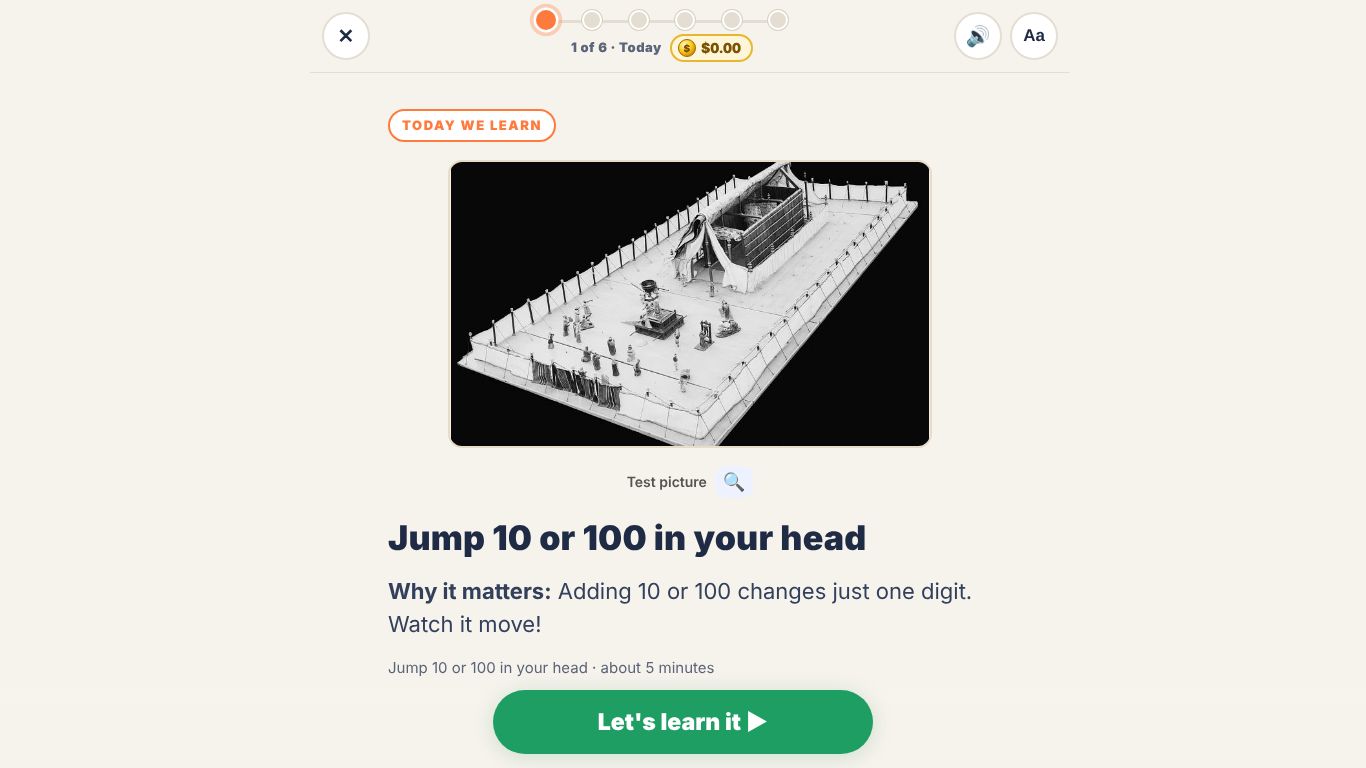 ✕
1 of 6 · Today
$ $0.00
Aa
TODAY WE LEARN
Test picture
Jump 10 or 100 in your head
Why it matters: Adding 10 or 100 changes just one digit.
Watch it move!
Jump 10 or 100 in your head · about 5 minutes
Let's learn it ▶